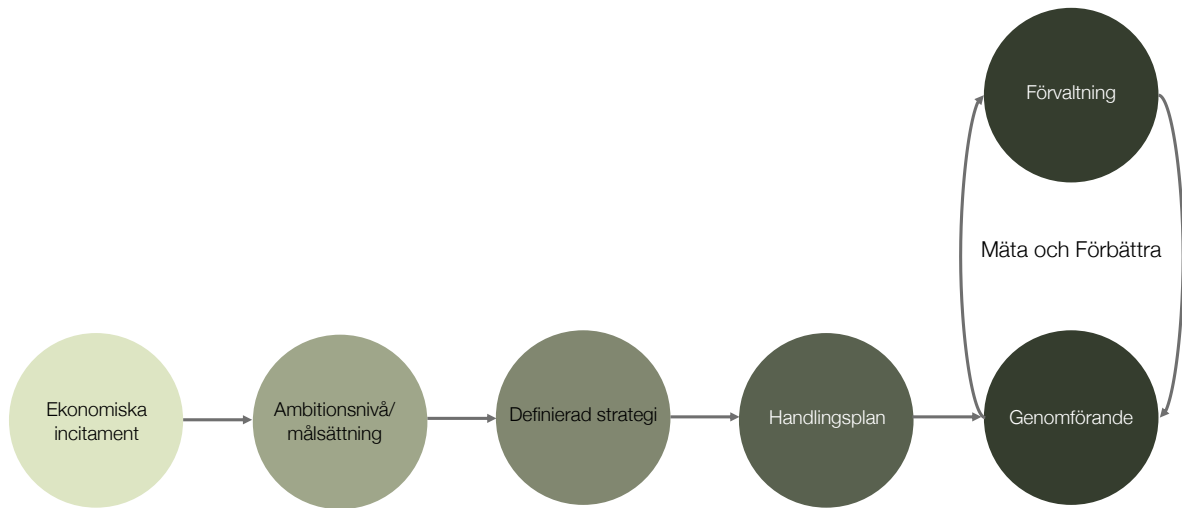 Förvaltning
Mäta och Förbättra
Ekonomiska
incitament
Ambitionsnivå/
målsättning
Definierad strategi
Handlingsplan
Genomförande